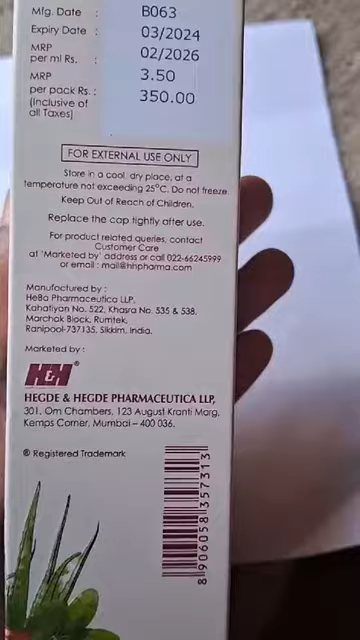 B063
Mfg. Date : 03/2024
Expiry Date : 02/2026
MRP
per ml Rs. : 3.50
MRP
per pack Rs. : 350.00
(Inclusive of
all Taxes)
FOR EXTERNAL USE ONLY
Store in a cool, dry place, at a
temperature not exceeding 25°C. Do not freeze.
Keep Out of Reach of Children.
Replace the cap tightly after use.
For product related queries, contact
Customer Care
at 'Marketed by' address or call 022-66245999
or email : mail@hhpharma.com
Manufactured by :
HeBa Pharmaceutica LLP,
Kahatiyan No. 522, Khasra No. 535 & 538,
Marchak Block, Rumtek,
Ranipool-737135, Sikkim, India.
Marketed by :
H&H®
HEGDE & HEGDE PHARMACEUTICA LLP,
301, Om Chambers, 123 August Kranti Marg,
Kemps Corner, Mumbai – 400 036.
® Registered Trademark
8 906058 357313